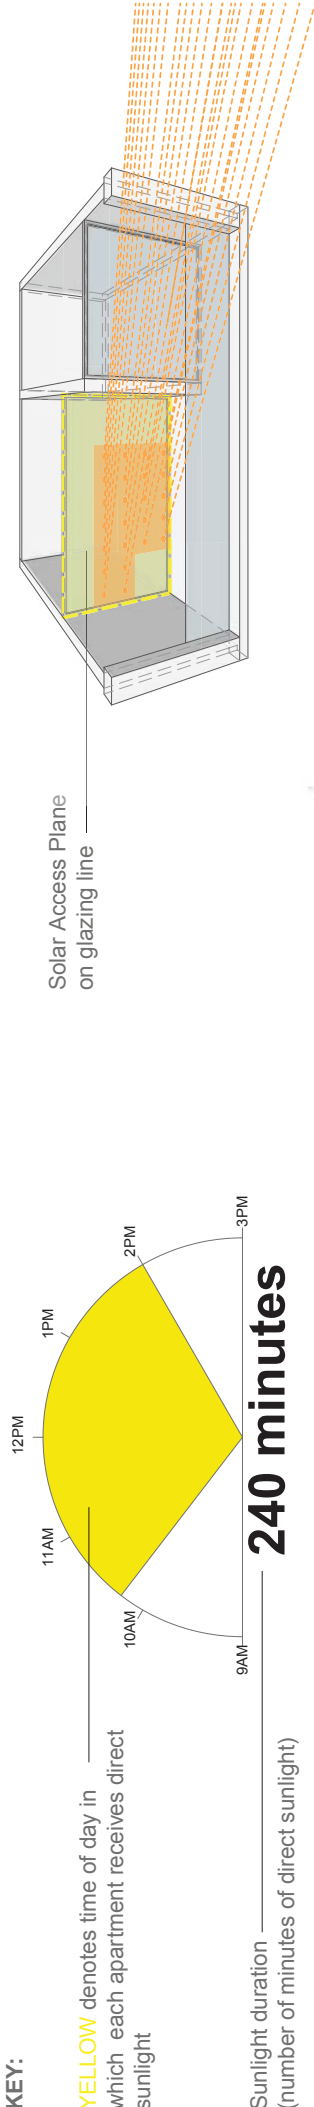 KEY:
YELLOW denotes time of day in
which each apartment receives direct
sunlight
Sunlight duration
(number of minutes of direct sunlight)
9AM
10AM
11AM
12PM
1PM
2PM
3PM
240 minutes
Solar Access Plane
on glazing line